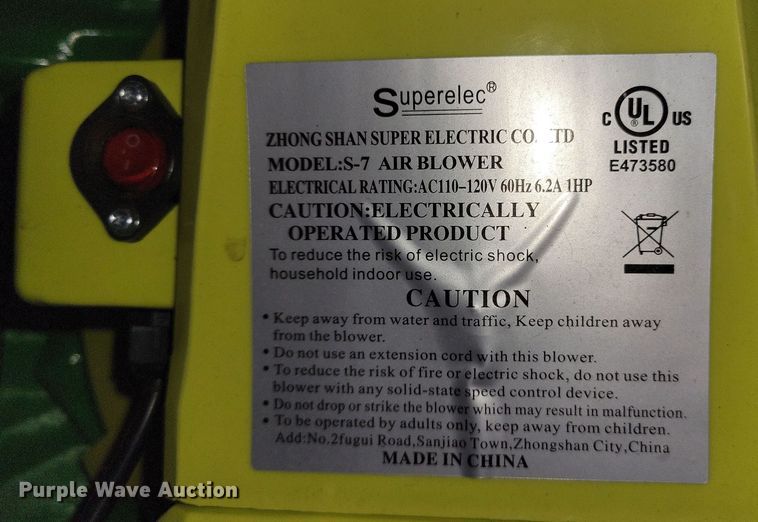 Superelec®
ZHONG SHAN SUPER ELECTRIC CO. LTD
MODEL:S-7 AIR BLOWER
ELECTRICAL RATING:AC110-120V 60Hz 6.2A 1HP
CAUTION:ELECTRICALLY
OPERATED PRODUCT
To reduce the risk of electric shock,
household indoor use.
C UL® US
LISTED
E473580
CAUTION
• Keep away from water and traffic, Keep children away
from the blower.
• Do not use an extension cord with this blower.
• To reduce the risk of fire or electric shock, do not use this
blower with any solid-state speed control device.
• Do not drop or strike the blower which may result in malfunction.
• To be operated by adults only, keep away from children.
Add:No.2fugui Road,Sanjiao Town,Zhongshan City,China
MADE IN CHINA
Purple Wave Auction